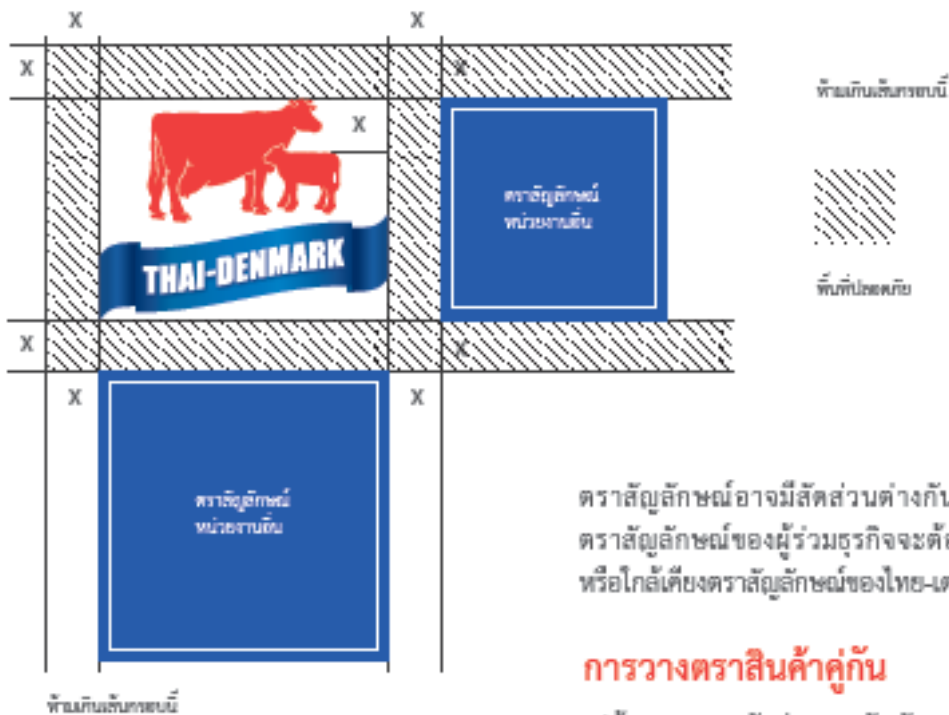 X X
X X
ห้ามเกินเส้นกรอบนี้
X
ตราสัญลักษณ์
หน่วยงานอื่น
THAI-DENMARK
พื้นที่ปลอดภัย
X X
X X
ตราสัญลักษณ์
หน่วยงานอื่น
ตราสัญลักษณ์อาจมีสัดส่วนต่างกัน
ตราสัญลักษณ์ของผู้ร่วมธุรกิจจะต้อ
หรือใกล้เคียงตราสัญลักษณ์ของไทย-เด
การวางตราสินค้าคู่กัน
ห้ามเกินเส้นกรอบนี้